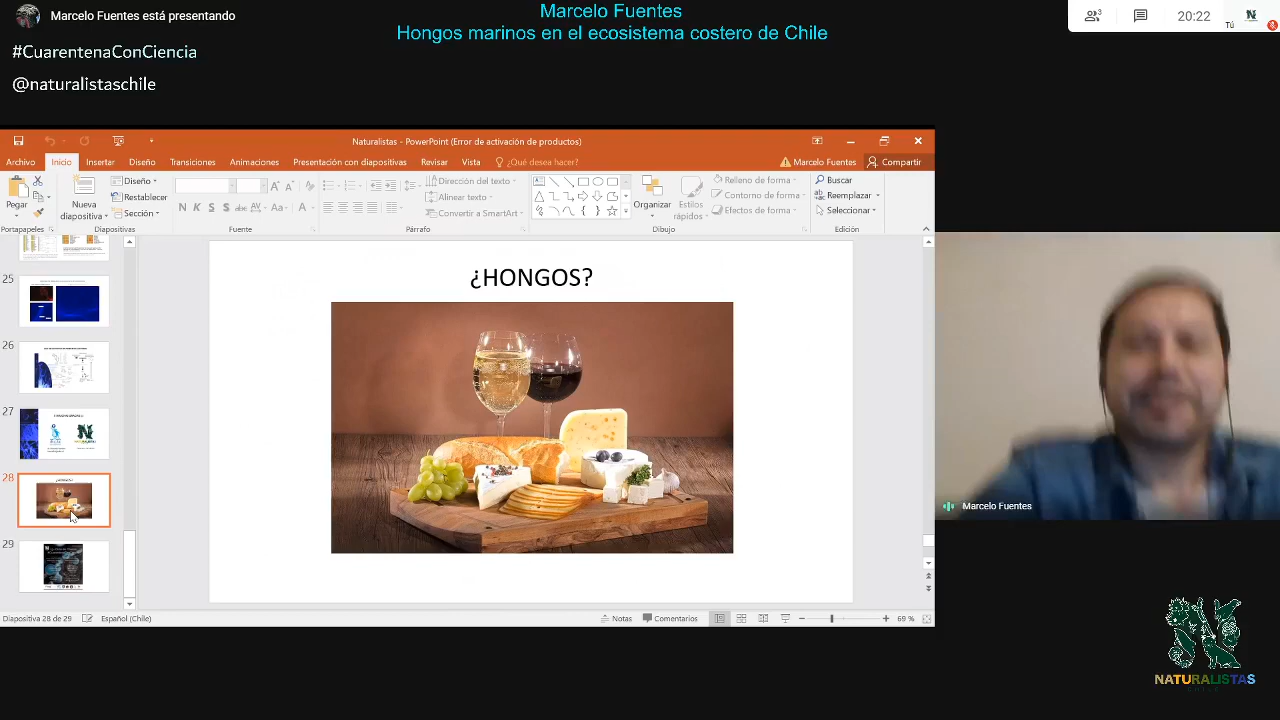 Marcelo Fuentes está presentando
#CuarentenaConCiencia
@naturalistaschile
Marcelo Fuentes
Hongos marinos en el ecosistema costero de Chile
3
20:22
Tú
Naturalistas - PowerPoint (Error de activación de productos)
Archivo Inicio Insertar Diseño Transiciones Animaciones Presentación con diapositivas Revisar Vista ¿Qué desea hacer? Marcelo Fuentes Compartir
Pegar
Portapapeles
Nueva
diapositiva
Diseño
Restablecer
Sección
Diapositivas
N K S S abc AV Aa A
Fuente
Dirección del texto
Alinear texto
Convertir a SmartArt
Párrafo
Organizar
Estilos
rápidos
Relleno de forma
Contorno de forma
Efectos de forma
Dibujo
Buscar
Reemplazar
Seleccionar
Edición
25
26
27
28
29
¿HONGOS?
Marcelo Fuentes
Diapositiva 28 de 29 Español (Chile) Notas Comentarios 69 %
NATURALISTAS
CHILE